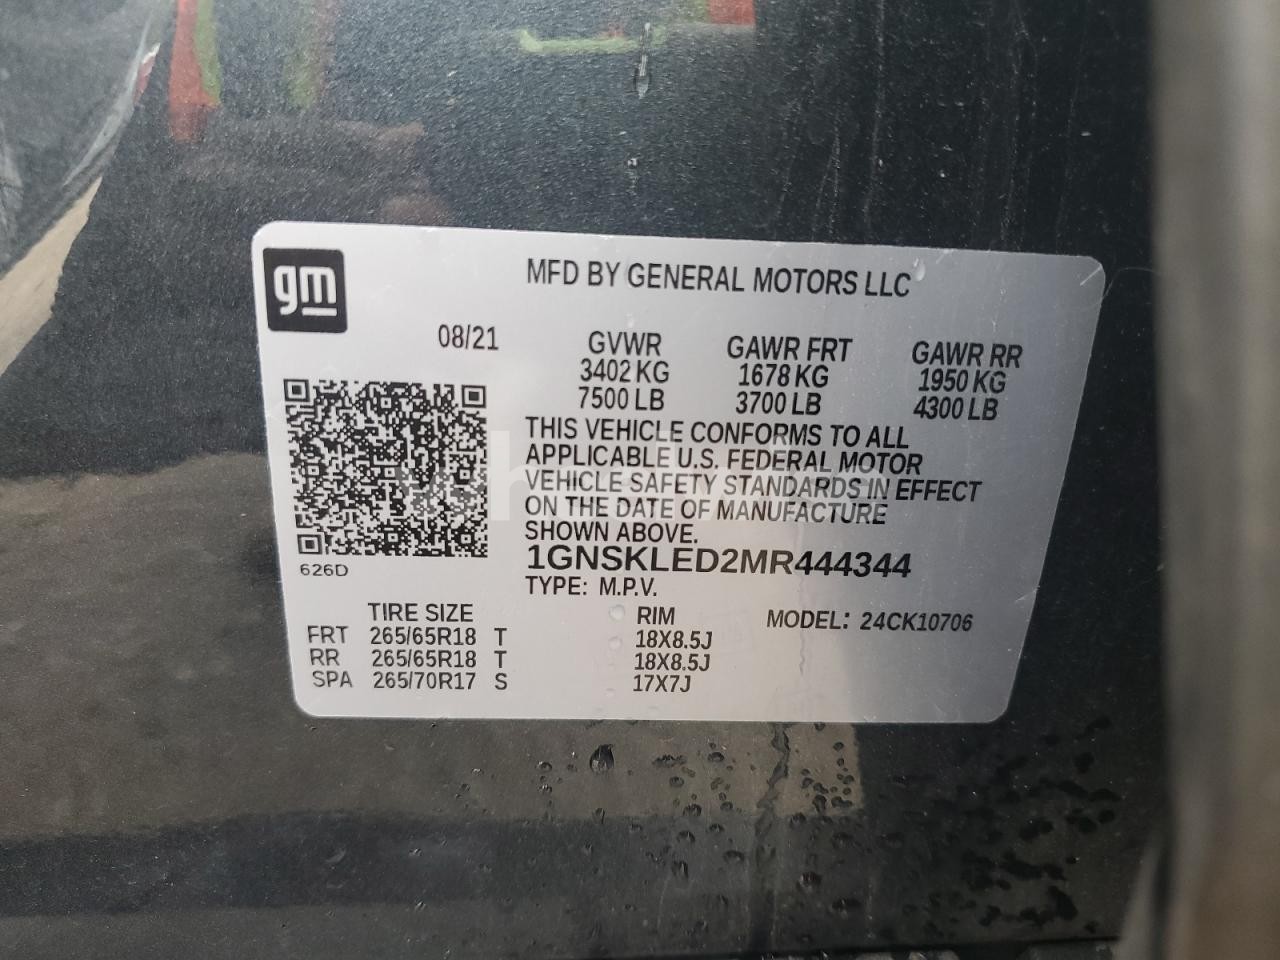 gm
MFD BY GENERAL MOTORS LLC
08/21
GVWR GAWR FRT GAWR RR
3402 KG 1678 KG 1950 KG
7500 LB 3700 LB 4300 LB
THIS VEHICLE CONFORMS TO ALL
APPLICABLE U.S. FEDERAL MOTOR
VEHICLE SAFETY STANDARDS IN EFFECT
ON THE DATE OF MANUFACTURE
SHOWN ABOVE.
1GNSKLED2MR444344
626D
TYPE: M.P.V.
TIRE SIZE RIM MODEL: 24CK10706
FRT 265/65R18 T 18X8.5J
RR 265/65R18 T 18X8.5J
SPA 265/70R17 S 17X7J